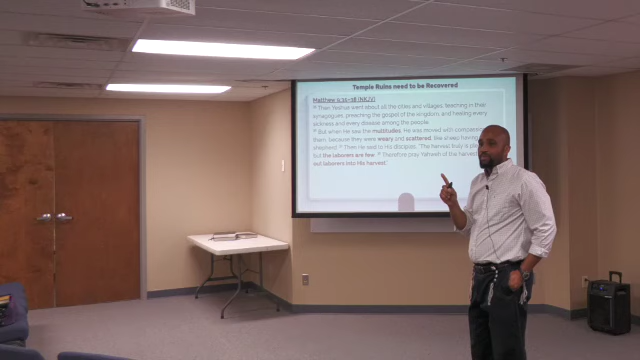 Temple Ruins need to be Recovered
Matthew 9:35-38 (NKJV)
35 Then Yeshua went about all the cities and villages, teaching in their
synagogues, preaching the gospel of the kingdom, and healing every
sickness and every disease among the people.
36 But when He saw the multitudes, He was moved with compassion
them, because they were weary and scattered, like sheep having
shepherd. 37 Then He said to His disciples, "The harvest truly is
but the laborers are few. 38 Therefore pray Yahweh of the harvest
out laborers into His harvest."